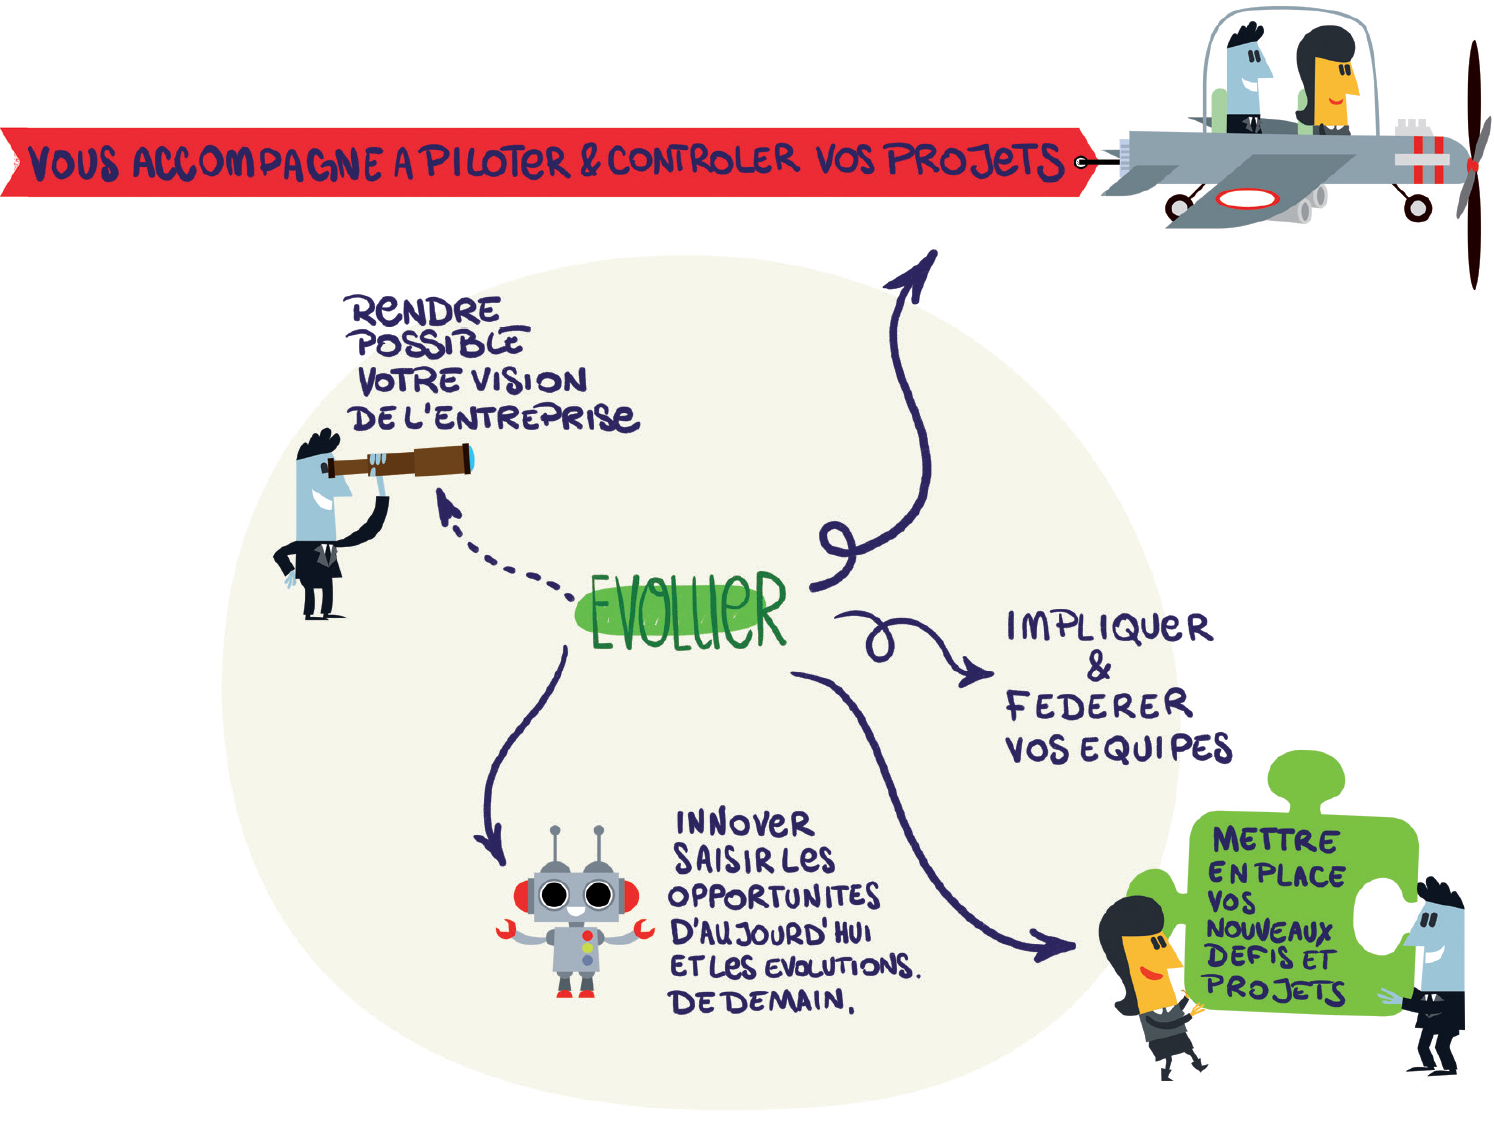 VOUS ACCOMPAGNE A PILOTER & CONTROLER VOS PROJETS
RENDRE
POSSIBLE
VOTRE VISION
DE L'ENTREPRISE
EVOLUER
IMPLIQUER
&
FEDERER
VOS EQUIPES
INNOVER
SAISIR LES
OPPORTUNITES
D'AUJOURD'HUI
ET LES EVOLUTIONS.
DE DEMAIN.
METTRE
EN PLACE
VOS
NOUVEAUX
DEFIS ET
PROJETS